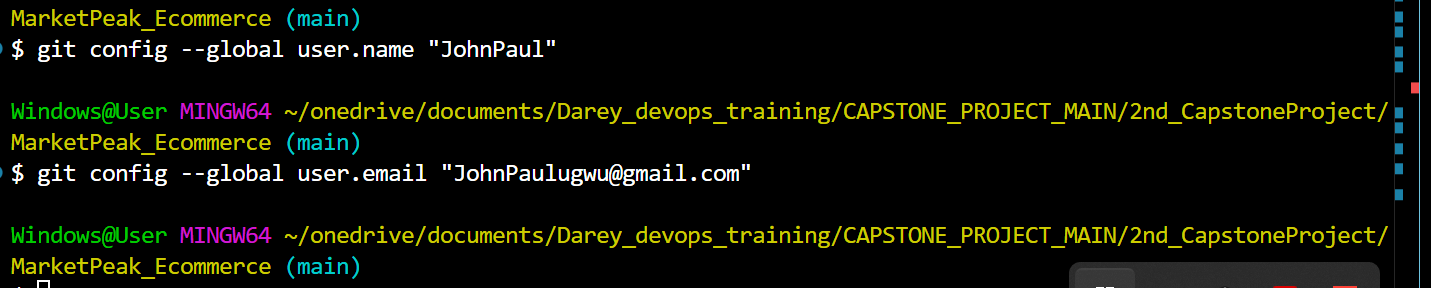 MarketPeak_Ecommerce (main)
$ git config --global user.name "JohnPaul"
Windows@User MINGW64 ~/onedrive/documents/Darey_devops_training/CAPSTONE_PROJECT_MAIN/2nd_CapstoneProject/
MarketPeak_Ecommerce (main)
$ git config --global user.email "JohnPaulugwu@gmail.com"
Windows@User MINGW64 ~/onedrive/documents/Darey_devops_training/CAPSTONE_PROJECT_MAIN/2nd_CapstoneProject/
MarketPeak_Ecommerce (main)